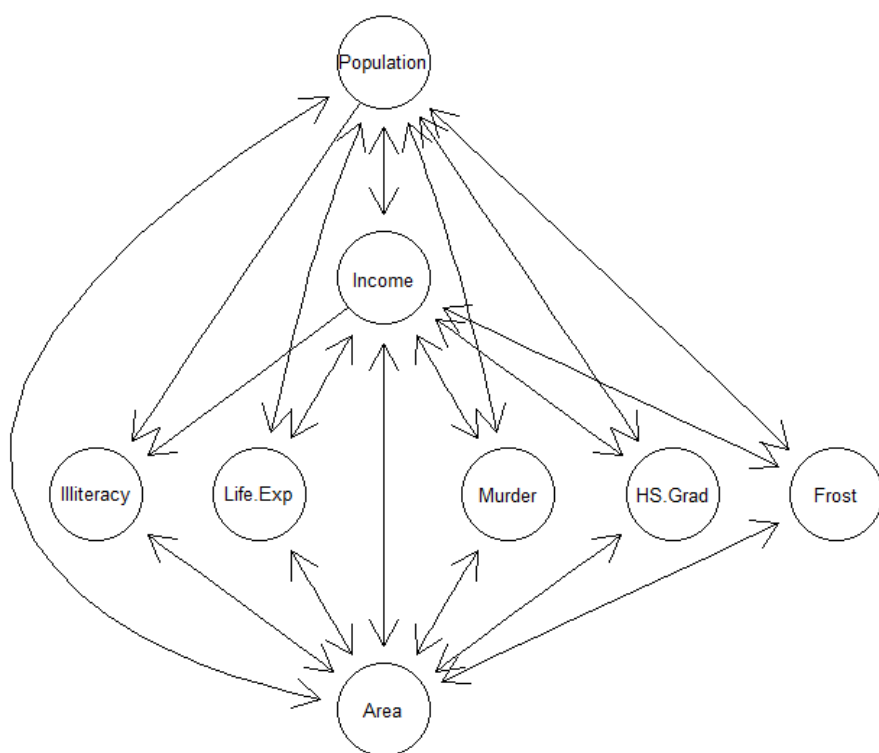 Population
Income
Illiteracy
Life.Exp
Murder
HS.Grad
Frost
Area